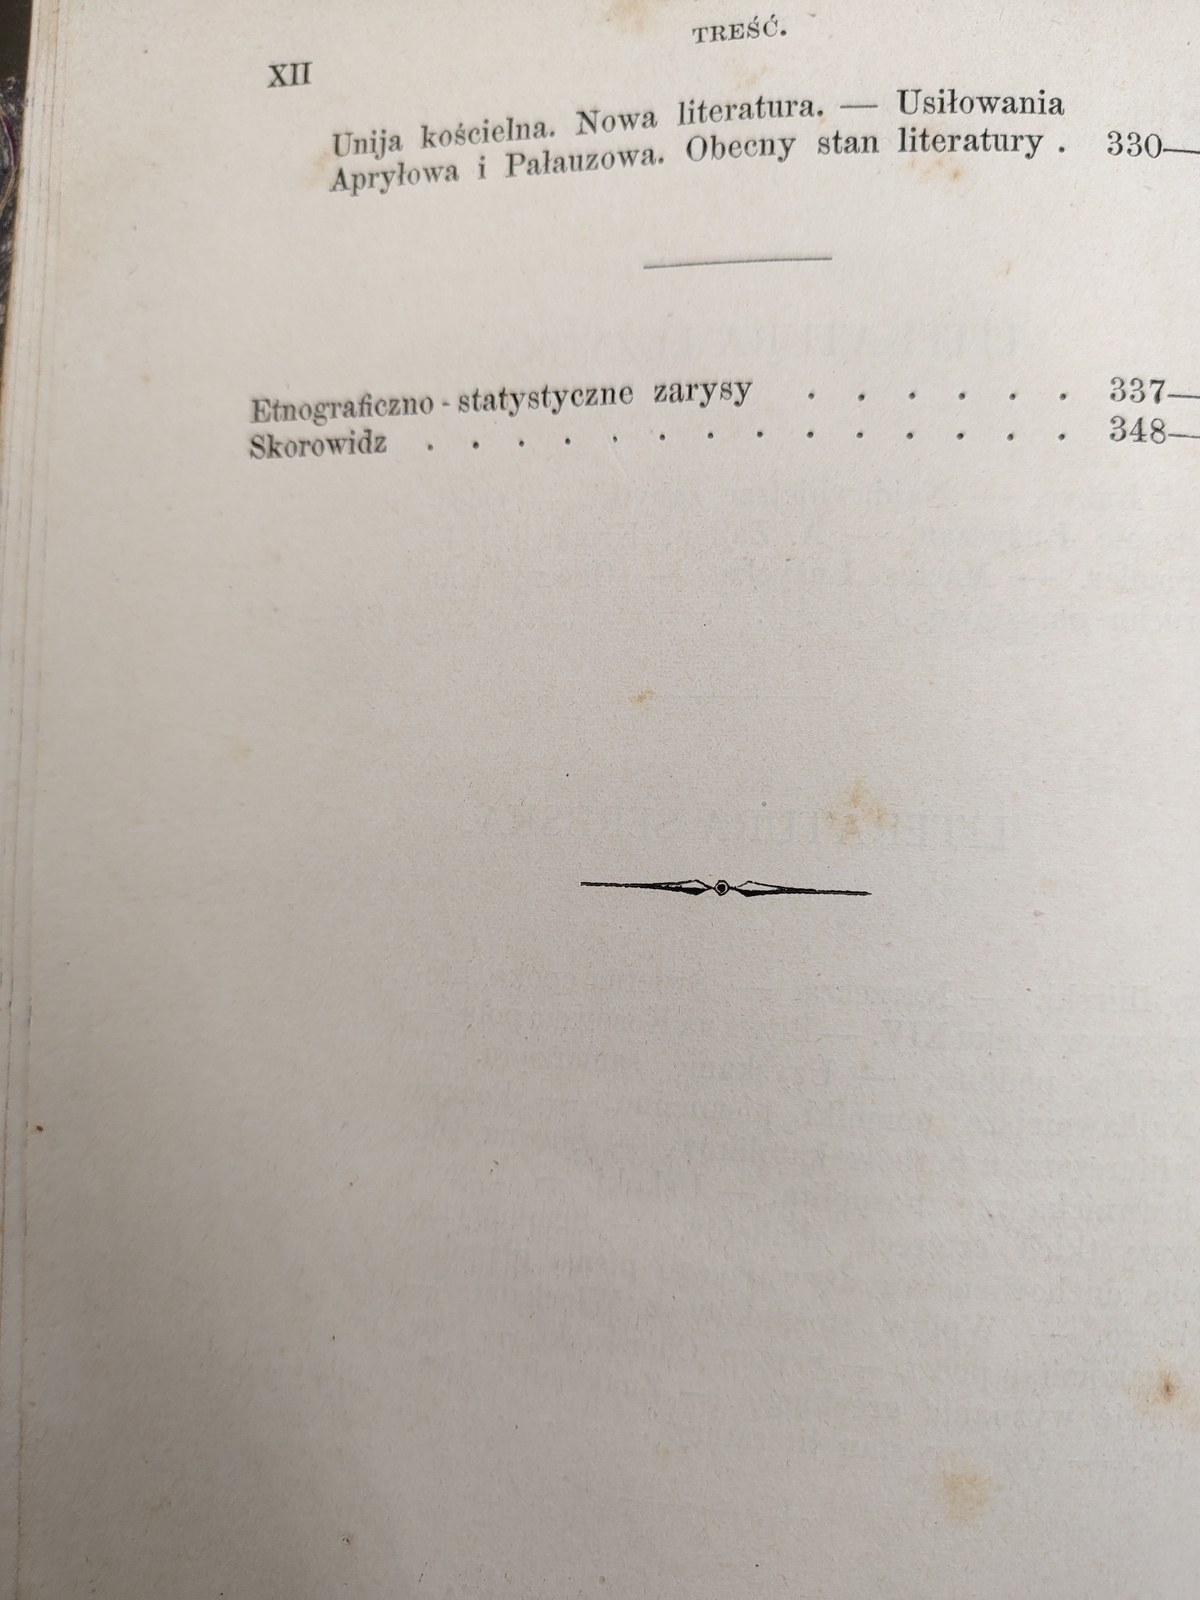 TREŚĆ.
XII
Unija kościelna. Nowa literatura. — Usiłowania
Apryłowa i Pałauzowa. Obecny stan literatury . 330—
Etnograficzno-statystyczne zarysy . . . . . . 337—
Skorowidz . . . . . . . . . . . . . . 348—